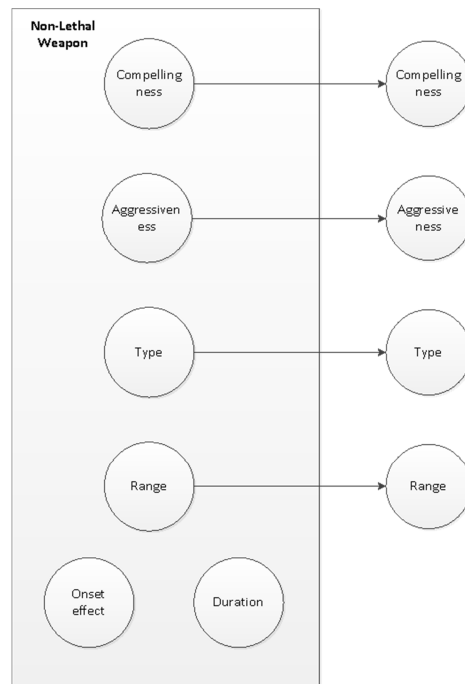 Non-Lethal
Weapon
Compelling
ness
Compelling
ness
Aggressiven
ess
Aggressive
ness
Type
Type
Range
Range
Onset
effect
Duration